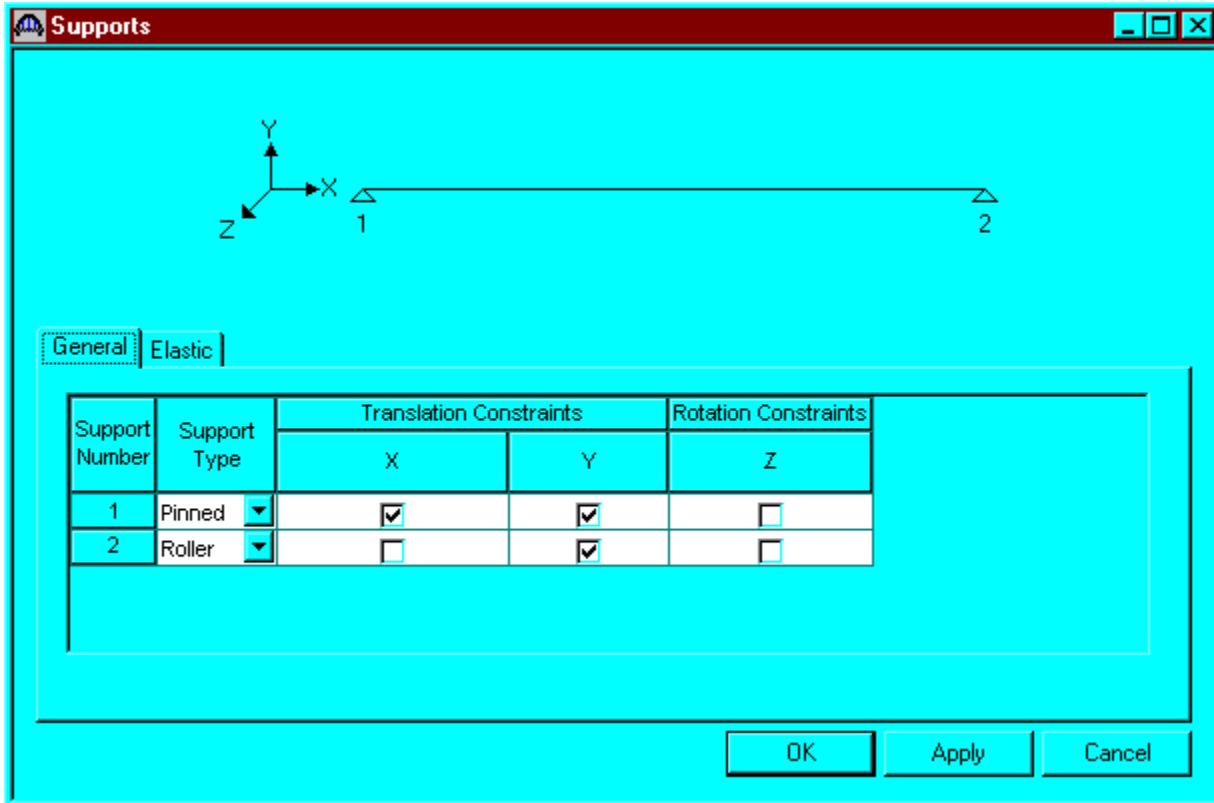 Supports
Y
X
Z
1
2
General Elastic
Support Number Support Type Translation Constraints Rotation Constraints
X Y Z
1 Pinned
2 Roller
OK Apply Cancel